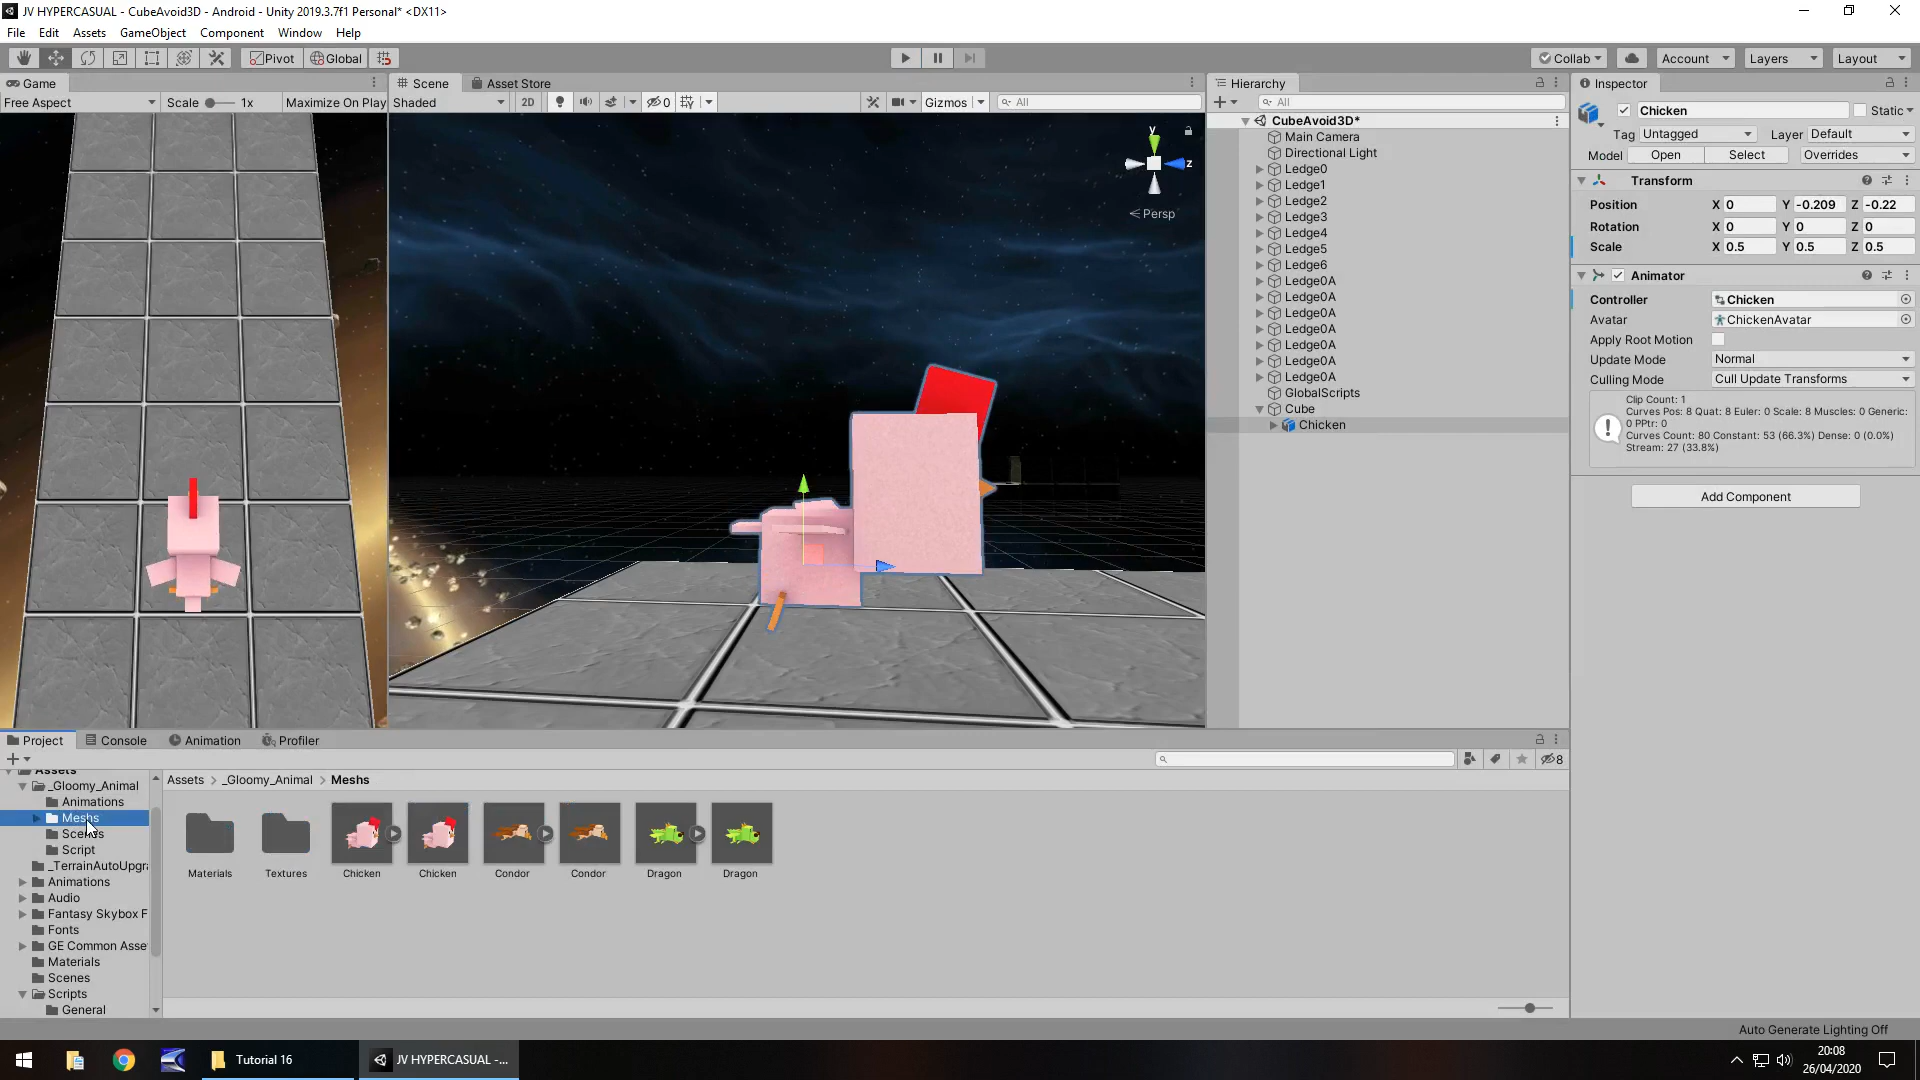 JV HYPERCASUAL - CubeAvoid3D - Android - Unity 2019.3.7f1 Personal* <DX11>
File Edit Assets GameObject Component Window Help
Pivot Global Collab Account Layers Layout
Game Scene Asset Store Hierarchy Inspector
Free Aspect Scale 1x Maximize On Play Shaded 2D 0 Gizmos All All
Chicken Static
Tag Untagged Layer Default
Model Open Select Overrides
Transform
Position X 0 Y -0.209 Z -0.22
Rotation X 0 Y 0 Z 0
Scale X 0.5 Y 0.5 Z 0.5
Animator
Controller Chicken
Avatar ChickenAvatar
Apply Root Motion
Update Mode Normal
Culling Mode Cull Update Transforms
Clip Count: 1
Curves Pos: 8 Quat: 8 Euler: 0 Scale: 8 Muscles: 0 Generic:
0 PPtr: 0
Curves Count: 80 Constant: 53 (66.3%) Dense: 0 (0.0%)
Stream: 27 (33.8%)
Add Component
CubeAvoid3D*
Main Camera
Directional Light
Ledge0
Ledge1
Ledge2
Ledge3
Ledge4
Ledge5
Ledge6
Ledge0A
Ledge0A
Ledge0A
Ledge0A
Ledge0A
Ledge0A
Ledge0A
GlobalScripts
Cube
Chicken
y
z
Persp
Project Console Animation Profiler
8
Assets
_Gloomy_Animal
Animations
Meshs
Scenes
Script
_TerrainAutoUpgra
Animations
Audio
Fantasy Skybox F
Fonts
GE Common Asse
Materials
Scenes
Scripts
General
Assets > _Gloomy_Animal > Meshs
Materials Textures Chicken Chicken Condor Condor Dragon Dragon
Auto Generate Lighting Off
Tutorial 16 JV HYPERCASUAL -...
20:08
26/04/2020